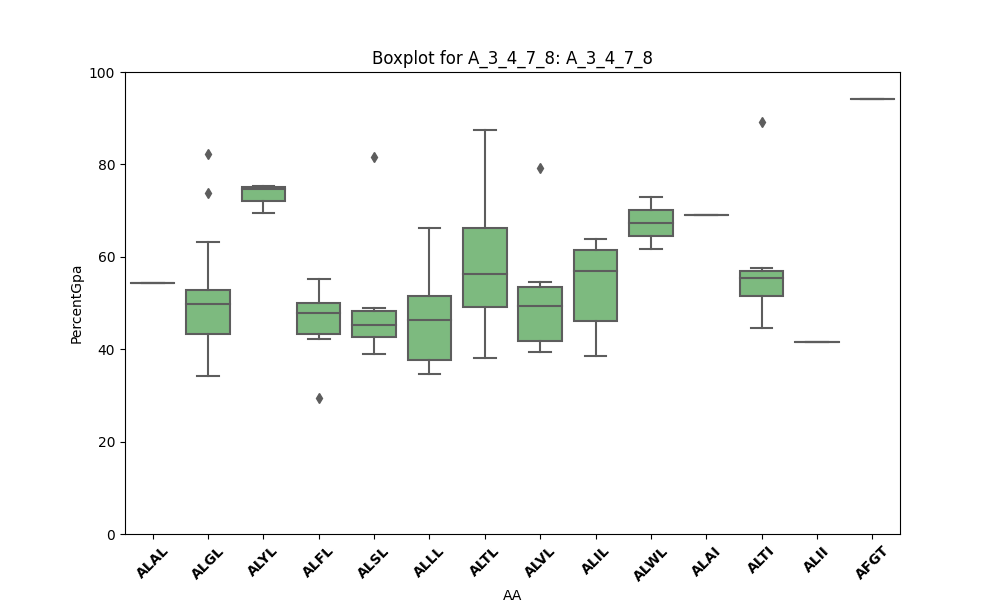 Boxplot for A_3_4_7_8: A_3_4_7_8
PercentGpa
100
80
60
40
20
0
ALAL ALGL ALYL ALFL ALSL ALLL ALTL ALVL ALIL ALWL ALAI ALTI ALII AFGT
AA